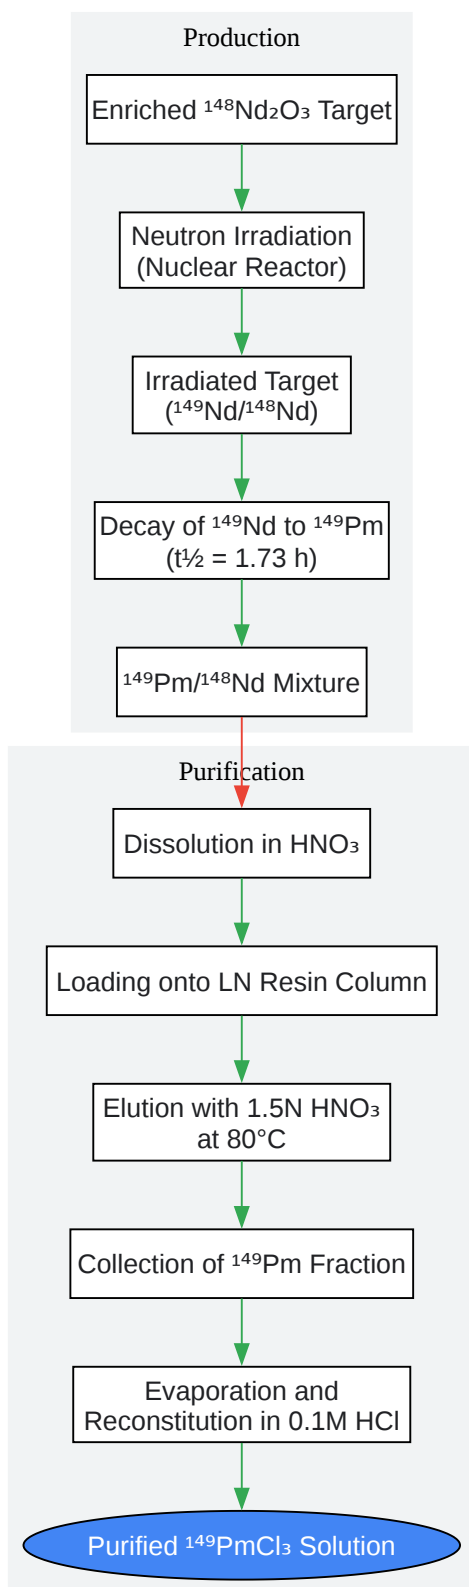 Production
Enriched ¹⁴⁸Nd₂O₃ Target
Neutron Irradiation
(Nuclear Reactor)
Irradiated Target
(¹⁴⁹Nd/¹⁴⁸Nd)
Decay of ¹⁴⁹Nd to ¹⁴⁹Pm
(t½ = 1.73 h)
¹⁴⁹Pm/¹⁴⁸Nd Mixture
Purification
Dissolution in HNO₃
Loading onto LN Resin Column
Elution with 1.5N HNO₃
at 80°C
Collection of ¹⁴⁹Pm Fraction
Evaporation and
Reconstitution in 0.1M HCl
Purified ¹⁴⁹PmCl₃ Solution